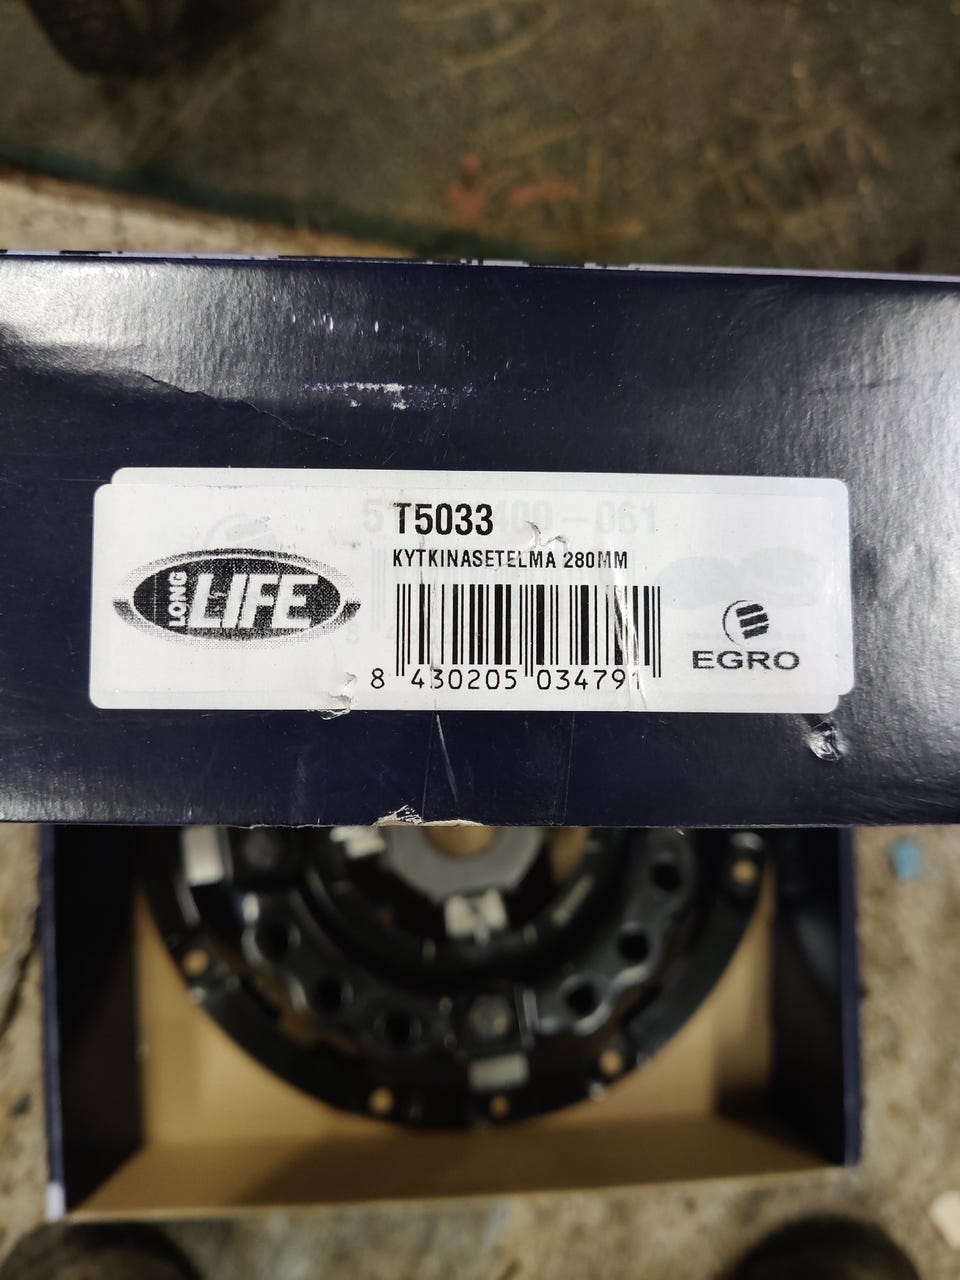 T5033
KYTKINASETELMA 280MM
LONG
LIFE
8 430205 034791
EGRO